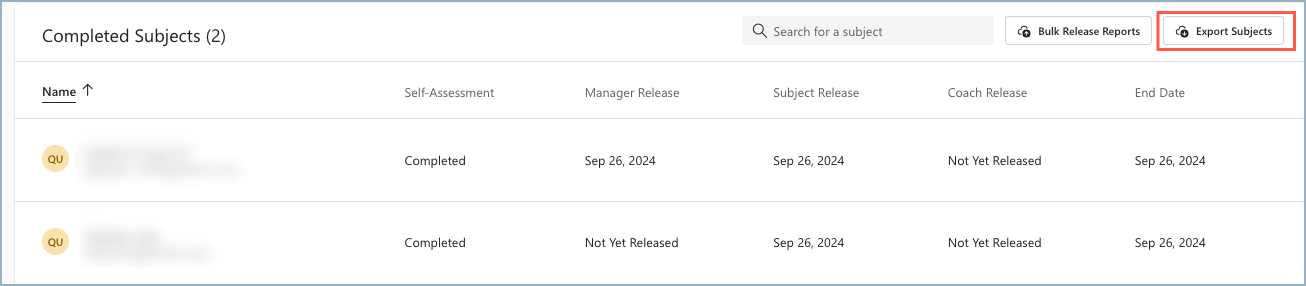 Completed Subjects (2) Search for a subject Bulk Release Reports Export Subjects
Name Self-Assessment Manager Release Subject Release Coach Release End Date
QU Completed Sep 26, 2024 Sep 26, 2024 Not Yet Released Sep 26, 2024
QU Completed Not Yet Released Sep 26, 2024 Not Yet Released Sep 26, 2024